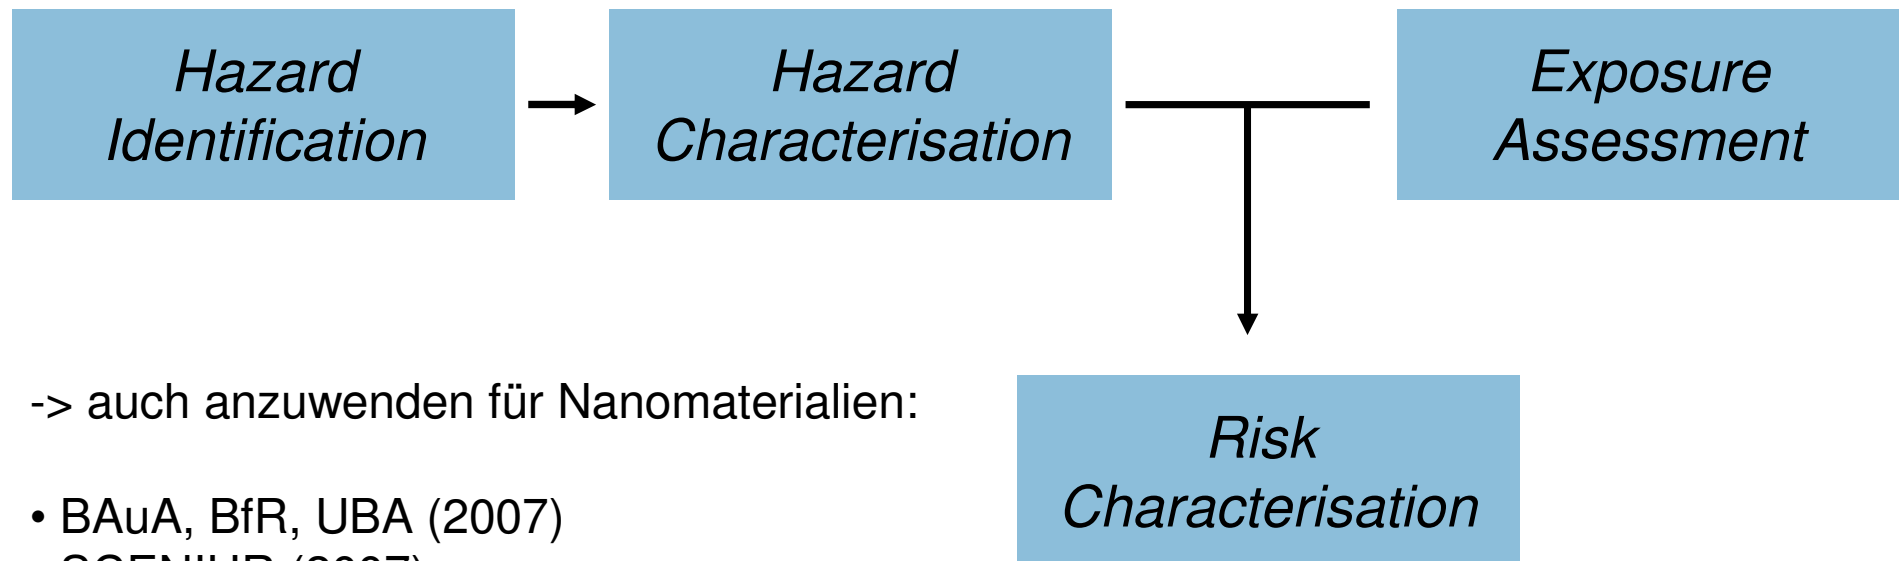 Hazard
Identification
Hazard
Characterisation
Exposure
Assessment
-> auch anzuwenden für Nanomaterialien:
Risk
Characterisation
• BAuA, BfR, UBA (2007)